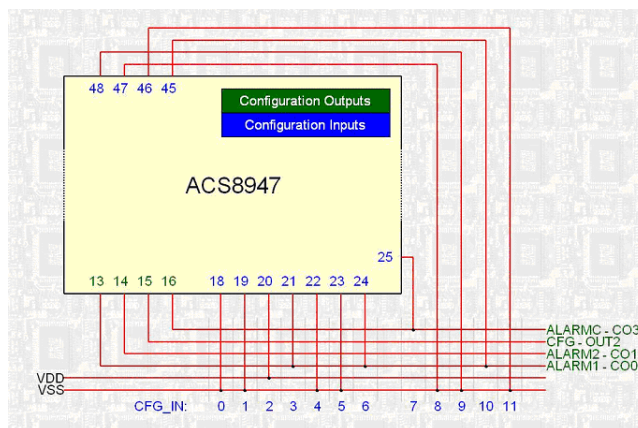 48 47 46 45
Configuration Outputs
Configuration Inputs
ACS8947
25
13 14 15 16 18 19 20 21 22 23 24
ALARMC - CO3
CFG - OUT2
ALARM2 - CO1
ALARM1 - CO0
VDD
VSS
CFG_IN: 0 1 2 3 4 5 6 7 8 9 10 11